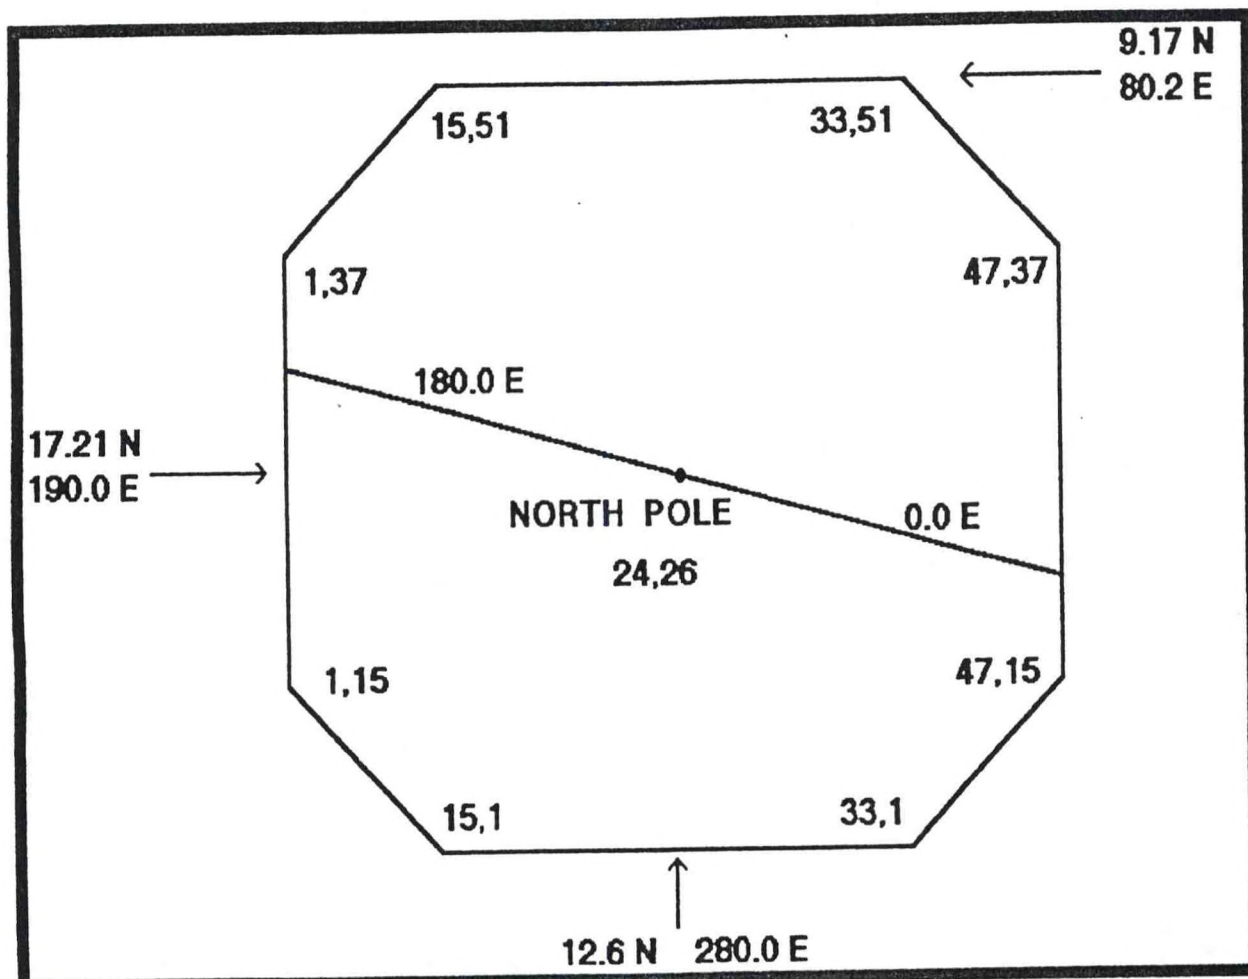 9.17 N
80.2 E
15,51
33,51
1,37
47,37
180.0 E
17.21 N
190.0 E
NORTH POLE
0.0 E
24,26
1,15
47,15
15,1
33,1
12.6 N 280.0 E